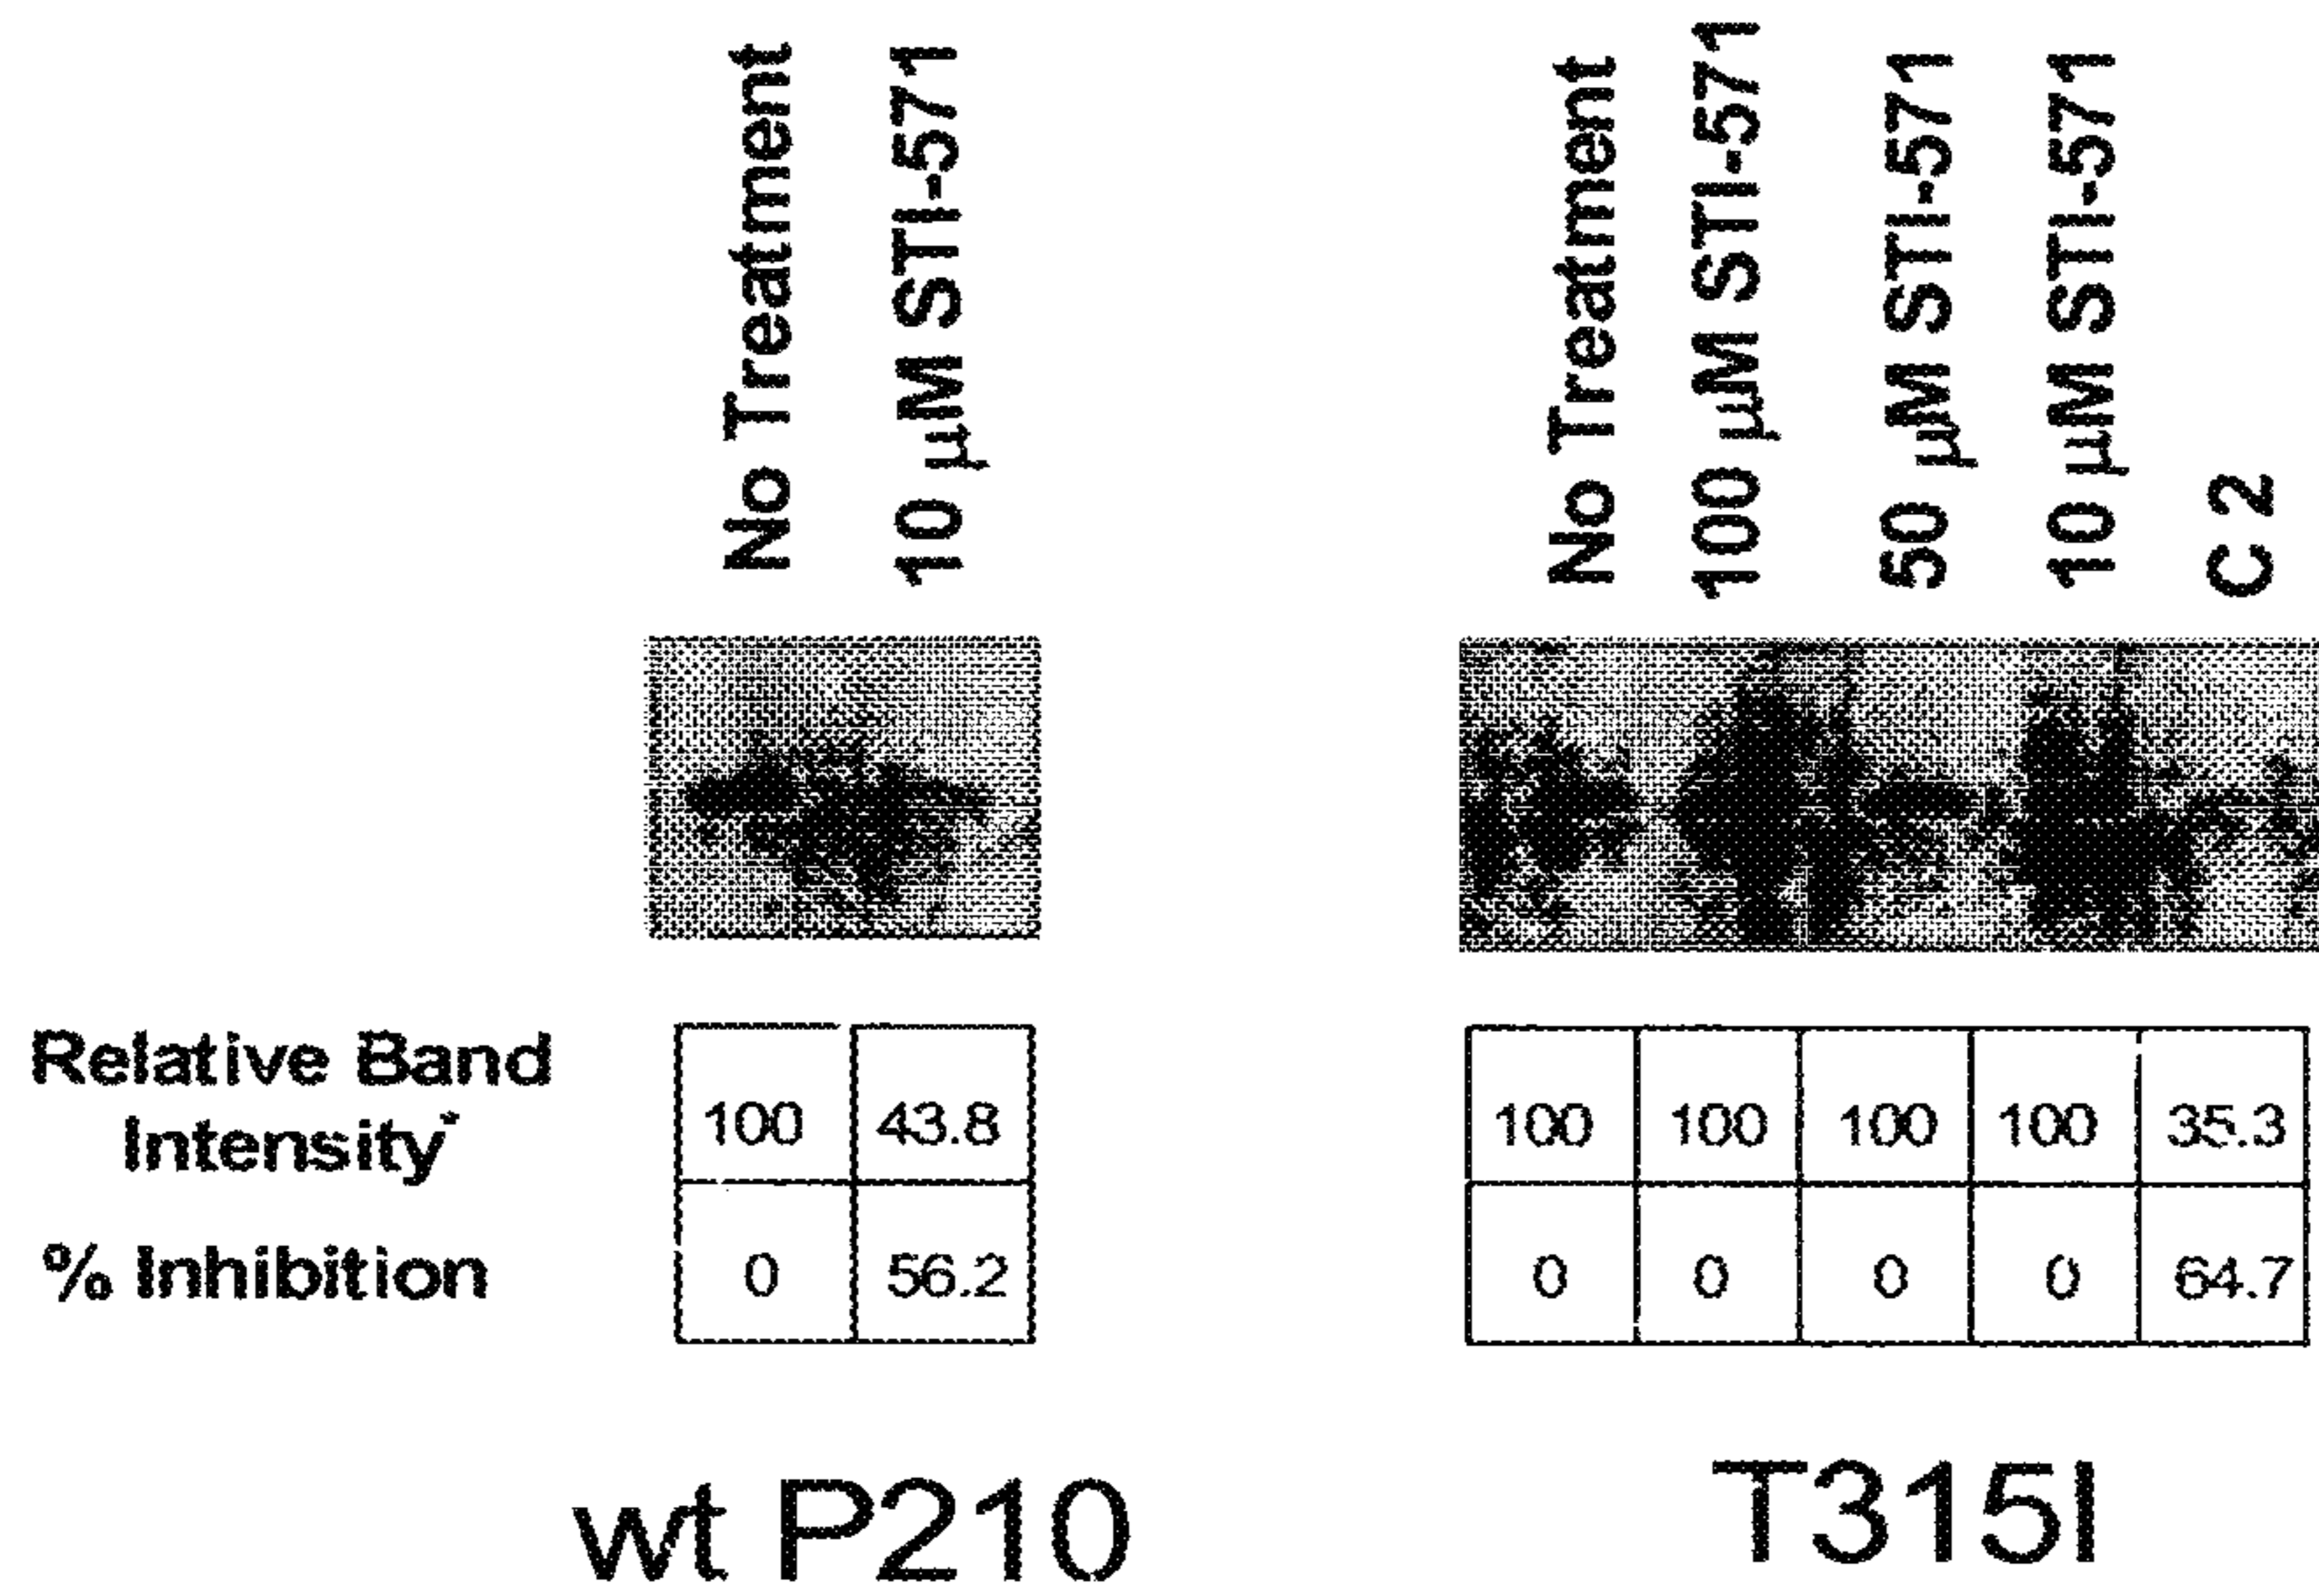 No Treatment
10 µM STI-571
No Treatment
100 µM STI-571
50 µM STI-571
10 µM STI-571
C 2
Relative Band
Intensity*
100 43.8
100 100 100 100 35.3
% Inhibition
0 56.2
0 0 0 0 64.7
wt P210
T315I